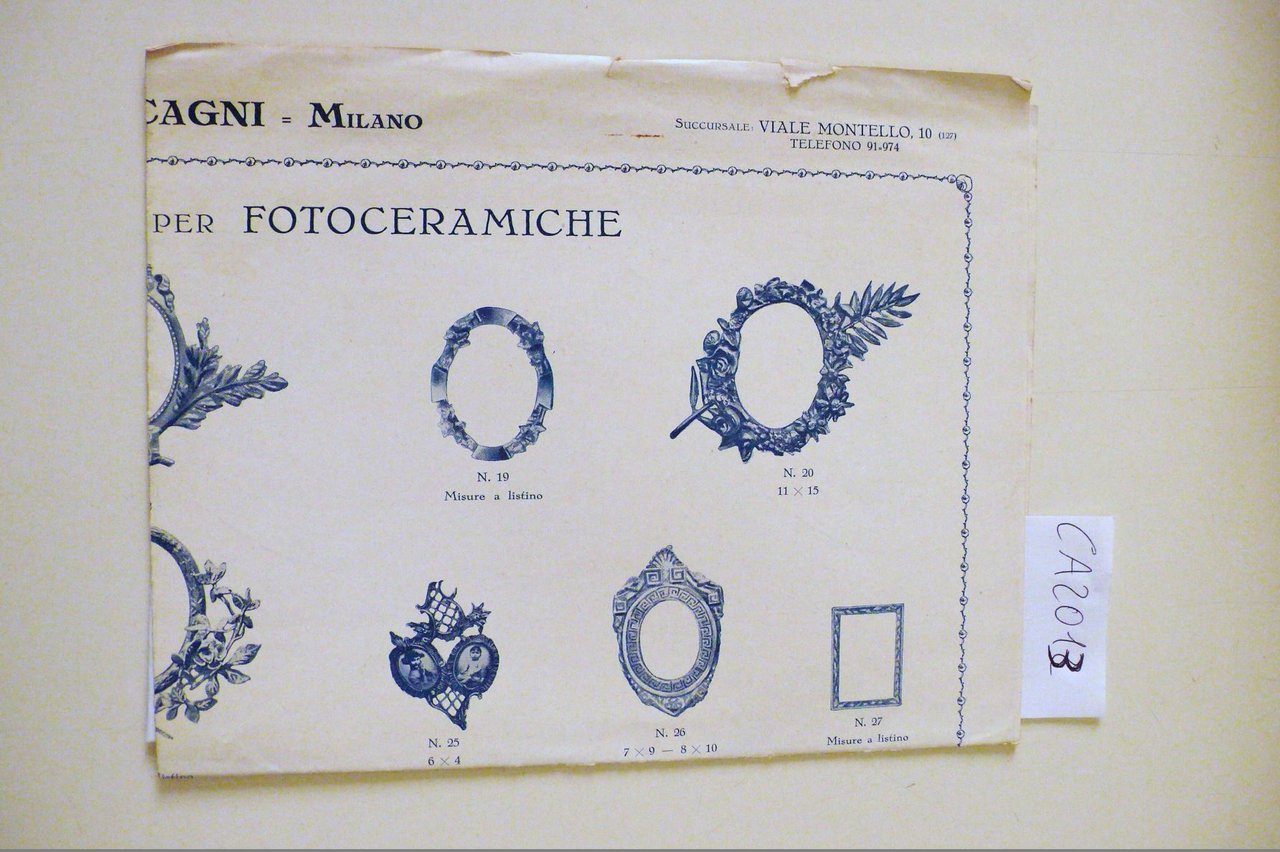 CAGNI = MILANO
SUCCURSALE: VIALE MONTELLO, 10 (127)
TELEFONO 91-974
PER FOTOCERAMICHE
N. 19
Misure a listino
N. 20
11 × 15
N. 25
6 × 4
N. 26
7 × 9 — 8 × 10
N. 27
Misure a listino
listino
CA2013